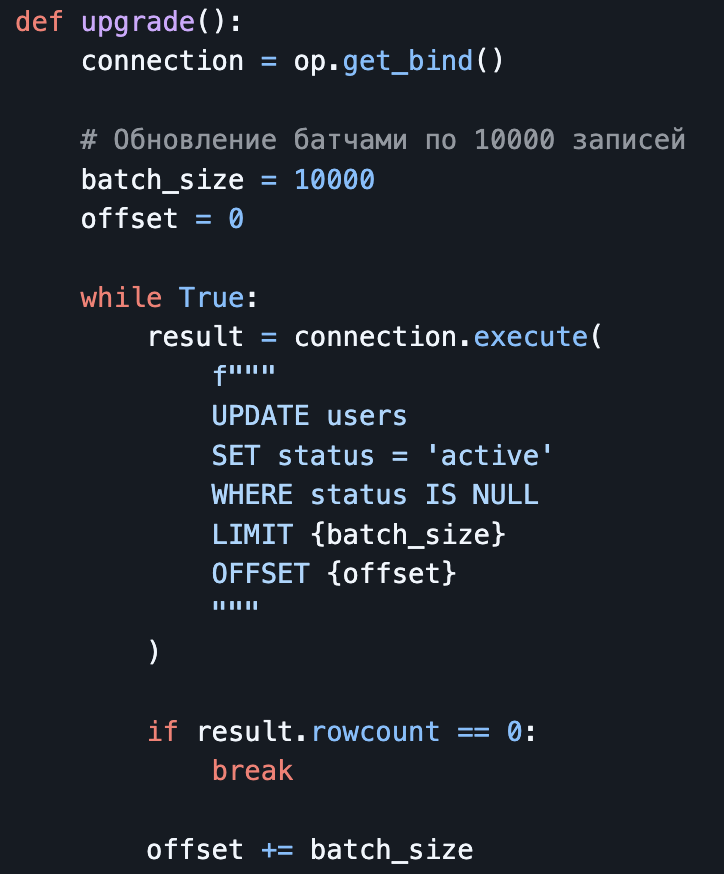 def upgrade():
    connection = op.get_bind()

    # Обновление батчами по 10000 записей
    batch_size = 10000
    offset = 0

    while True:
        result = connection.execute(
            f"""
            UPDATE users
            SET status = 'active'
            WHERE status IS NULL
            LIMIT {batch_size}
            OFFSET {offset}
            """
        )

        if result.rowcount == 0:
            break

        offset += batch_size